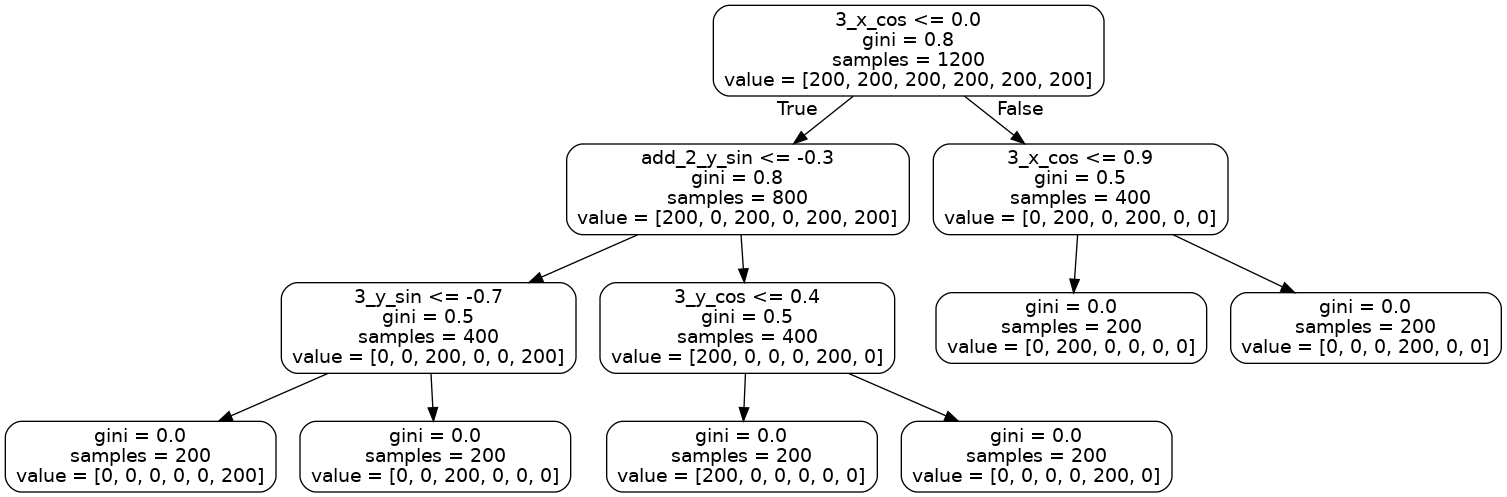 3_x_cos <= 0.0
gini = 0.8
samples = 1200
value = [200, 200, 200, 200, 200, 200]
True
False
add_2_y_sin <= -0.3
gini = 0.8
samples = 800
value = [200, 0, 200, 0, 200, 200]
3_x_cos <= 0.9
gini = 0.5
samples = 400
value = [0, 200, 0, 200, 0, 0]
3_y_sin <= -0.7
gini = 0.5
samples = 400
value = [0, 0, 200, 0, 0, 200]
3_y_cos <= 0.4
gini = 0.5
samples = 400
value = [200, 0, 0, 0, 200, 0]
gini = 0.0
samples = 200
value = [0, 200, 0, 0, 0, 0]
gini = 0.0
samples = 200
value = [0, 0, 0, 200, 0, 0]
gini = 0.0
samples = 200
value = [0, 0, 0, 0, 0, 200]
gini = 0.0
samples = 200
value = [0, 0, 200, 0, 0, 0]
gini = 0.0
samples = 200
value = [200, 0, 0, 0, 0, 0]
gini = 0.0
samples = 200
value = [0, 0, 0, 0, 200, 0]